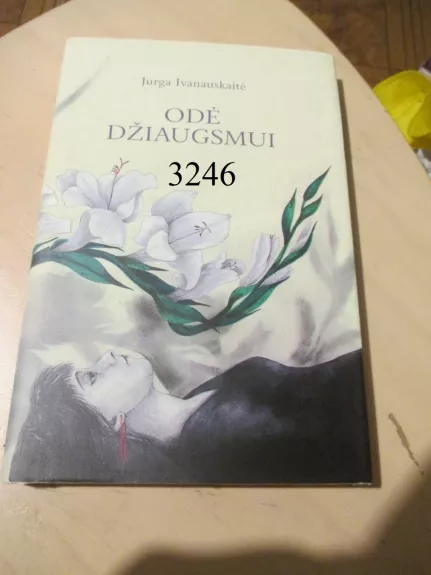 Jurga Ivanauskaitė
ODĖ
DŽIAUGSMUI
3246